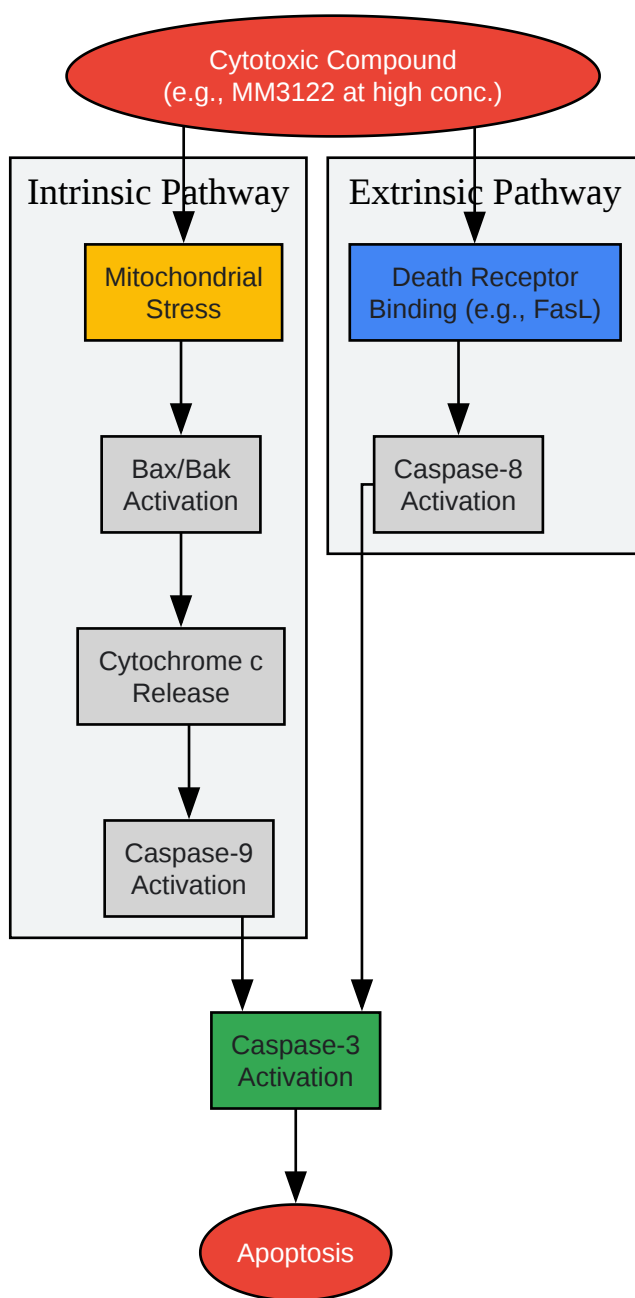 Cytotoxic Compound
(e.g., MM3122 at high conc.)
Intrinsic Pathway
Mitochondrial
Stress
Bax/Bak
Activation
Cytochrome c
Release
Caspase-9
Activation
Extrinsic Pathway
Death Receptor
Binding (e.g., FasL)
Caspase-8
Activation
Caspase-3
Activation
Apoptosis